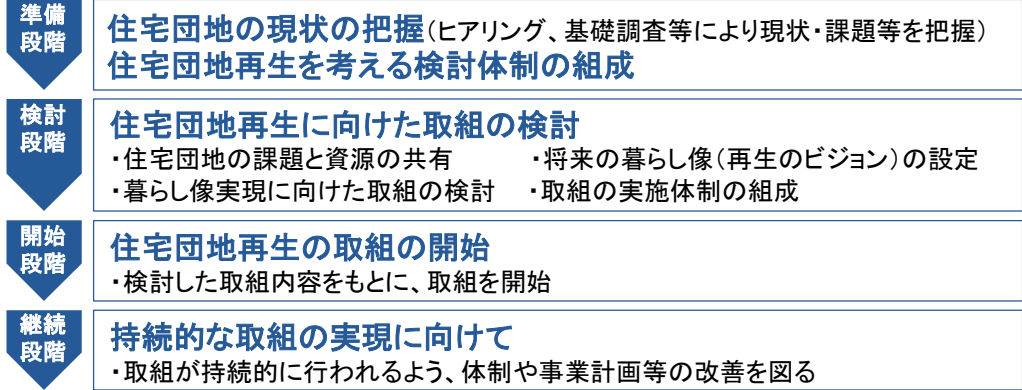 準備
段階
住宅団地の現状の把握(ヒアリング、基礎調査等により現状・課題等を把握)
住宅団地再生を考える検討体制の組成
検討
段階
住宅団地再生に向けた取組の検討
・住宅団地の課題と資源の共有　・将来の暮らし像(再生のビジョン)の設定
・暮らし像実現に向けた取組の検討　・取組の実施体制の組成
開始
段階
住宅団地再生の取組の開始
・検討した取組内容をもとに、取組を開始
継続
段階
持続的な取組の実現に向けて
・取組が持続的に行われるよう、体制や事業計画等の改善を図る